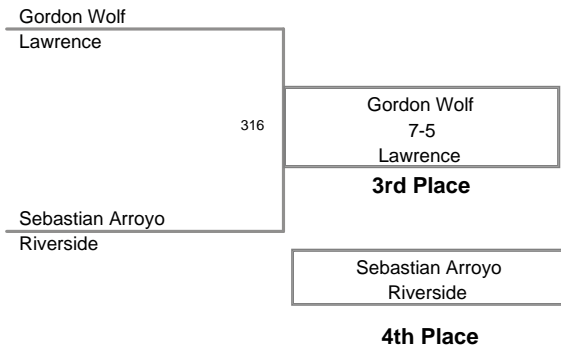 Gordon Wolf
Lawrence
316
Gordon Wolf
7-5
Lawrence
3rd Place
Sebastian Arroyo
Riverside
Sebastian Arroyo
Riverside
4th Place